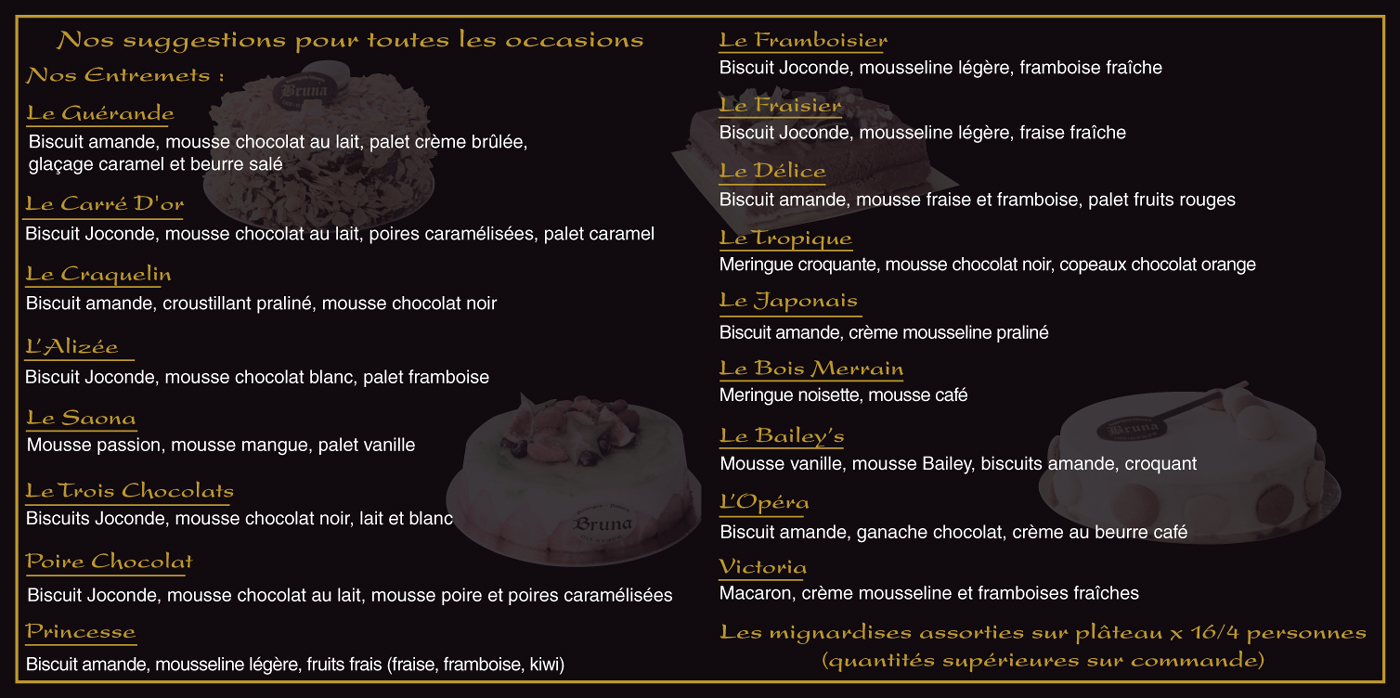 Nos suggestions pour toutes les occasions
Nos Entremets :
Le Guérande
Biscuit amande, mousse chocolat au lait, palet crème brûlée,
glaçage caramel et beurre salé
Le Carré D'or
Biscuit Joconde, mousse chocolat au lait, poires caramélisées, palet caramel
Le Craquelin
Biscuit amande, croustillant praliné, mousse chocolat noir
L'Alizée
Biscuit Joconde, mousse chocolat blanc, palet framboise
Le Saona
Mousse passion, mousse mangue, palet vanille
Le Trois Chocolats
Biscuits Joconde, mousse chocolat noir, lait et blanc
Poire Chocolat
Biscuit Joconde, mousse chocolat au lait, mousse poire et poires caramélisées
Princesse
Biscuit amande, mousseline légère, fruits frais (fraise, framboise, kiwi)
Le Framboisier
Biscuit Joconde, mousseline légère, framboise fraîche
Le Fraisier
Biscuit Joconde, mousseline légère, fraise fraîche
Le Délice
Biscuit amande, mousse fraise et framboise, palet fruits rouges
Le Tropique
Meringue croquante, mousse chocolat noir, copeaux chocolat orange
Le Japonais
Biscuit amande, crème mousseline praliné
Le Bois Merrain
Meringue noisette, mousse café
Le Bailey's
Mousse vanille, mousse Bailey, biscuits amande, croquant
L'Opéra
Biscuit amande, ganache chocolat, crème au beurre café
Victoria
Macaron, crème mousseline et framboises fraîches
Les mignardises assorties sur plâteau x 16/4 personnes
(quantités supérieures sur commande)
Bruna
Bruna
Bruna